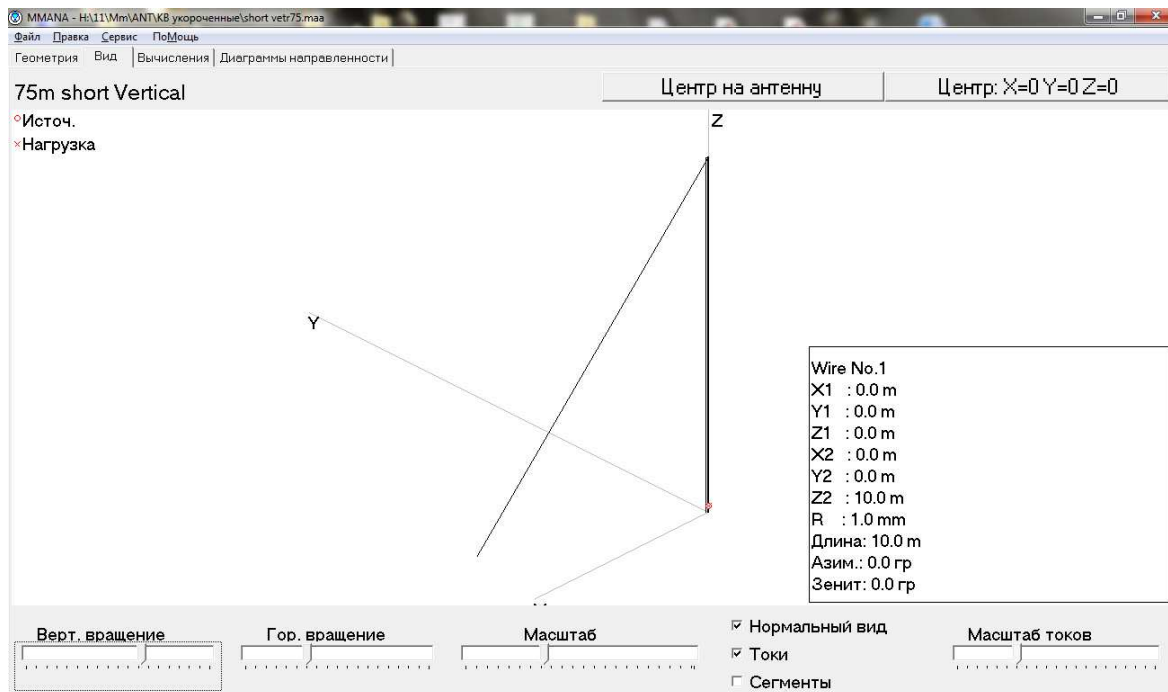 MMANA - H:\11\Mm\ANT\КВ укороченные\short vetr75.maa
Файл Правка Сервис ПоМощь
Геометрия Вид Вычисления Диаграммы направленности
75m short Vertical
Центр на антенну
Центр: X=0 Y=0 Z=0
Источ.
Нагрузка
Z
Y
Wire No.1
X1 : 0.0 m
Y1 : 0.0 m
Z1 : 0.0 m
X2 : 0.0 m
Y2 : 0.0 m
Z2 : 10.0 m
R : 1.0 mm
Длина: 10.0 m
Азим.: 0.0 гр
Зенит: 0.0 гр
Верт. вращение
Гор. вращение
Масштаб
Нормальный вид
Токи
Сегменты
Масштаб токов